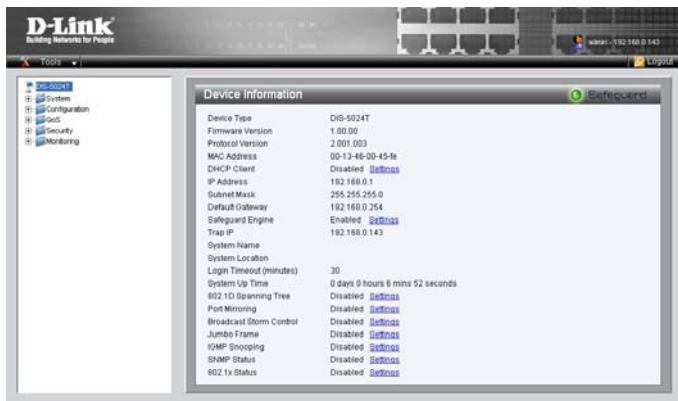 D-Link
Building Networks for People
admin - 192.168.0.143
Tools
Logout
DIS-5024T
System
Configuration
QoS
Security
Monitoring
Device Information
Safeguard
Device Type DIS-5024T
Firmware Version 1.00.00
Protocol Version 2.001.003
MAC Address 00-13-46-00-45-fe
DHCP Client Disabled Settings
IP Address 192.168.0.1
Subnet Mask 255.255.255.0
Default Gateway 192.168.0.254
Safeguard Engine Enabled Settings
Trap IP 192.168.0.143
System Name
System Location
Login Timeout (minutes) 30
System Up Time 0 days 0 hours 6 mins 52 seconds
802.1D Spanning Tree Disabled Settings
Port Mirroring Disabled Settings
Broadcast Storm Control Disabled Settings
Jumbo Frame Disabled Settings
IGMP Snooping Disabled Settings
SNMP Status Disabled Settings
802.1x Status Disabled Settings